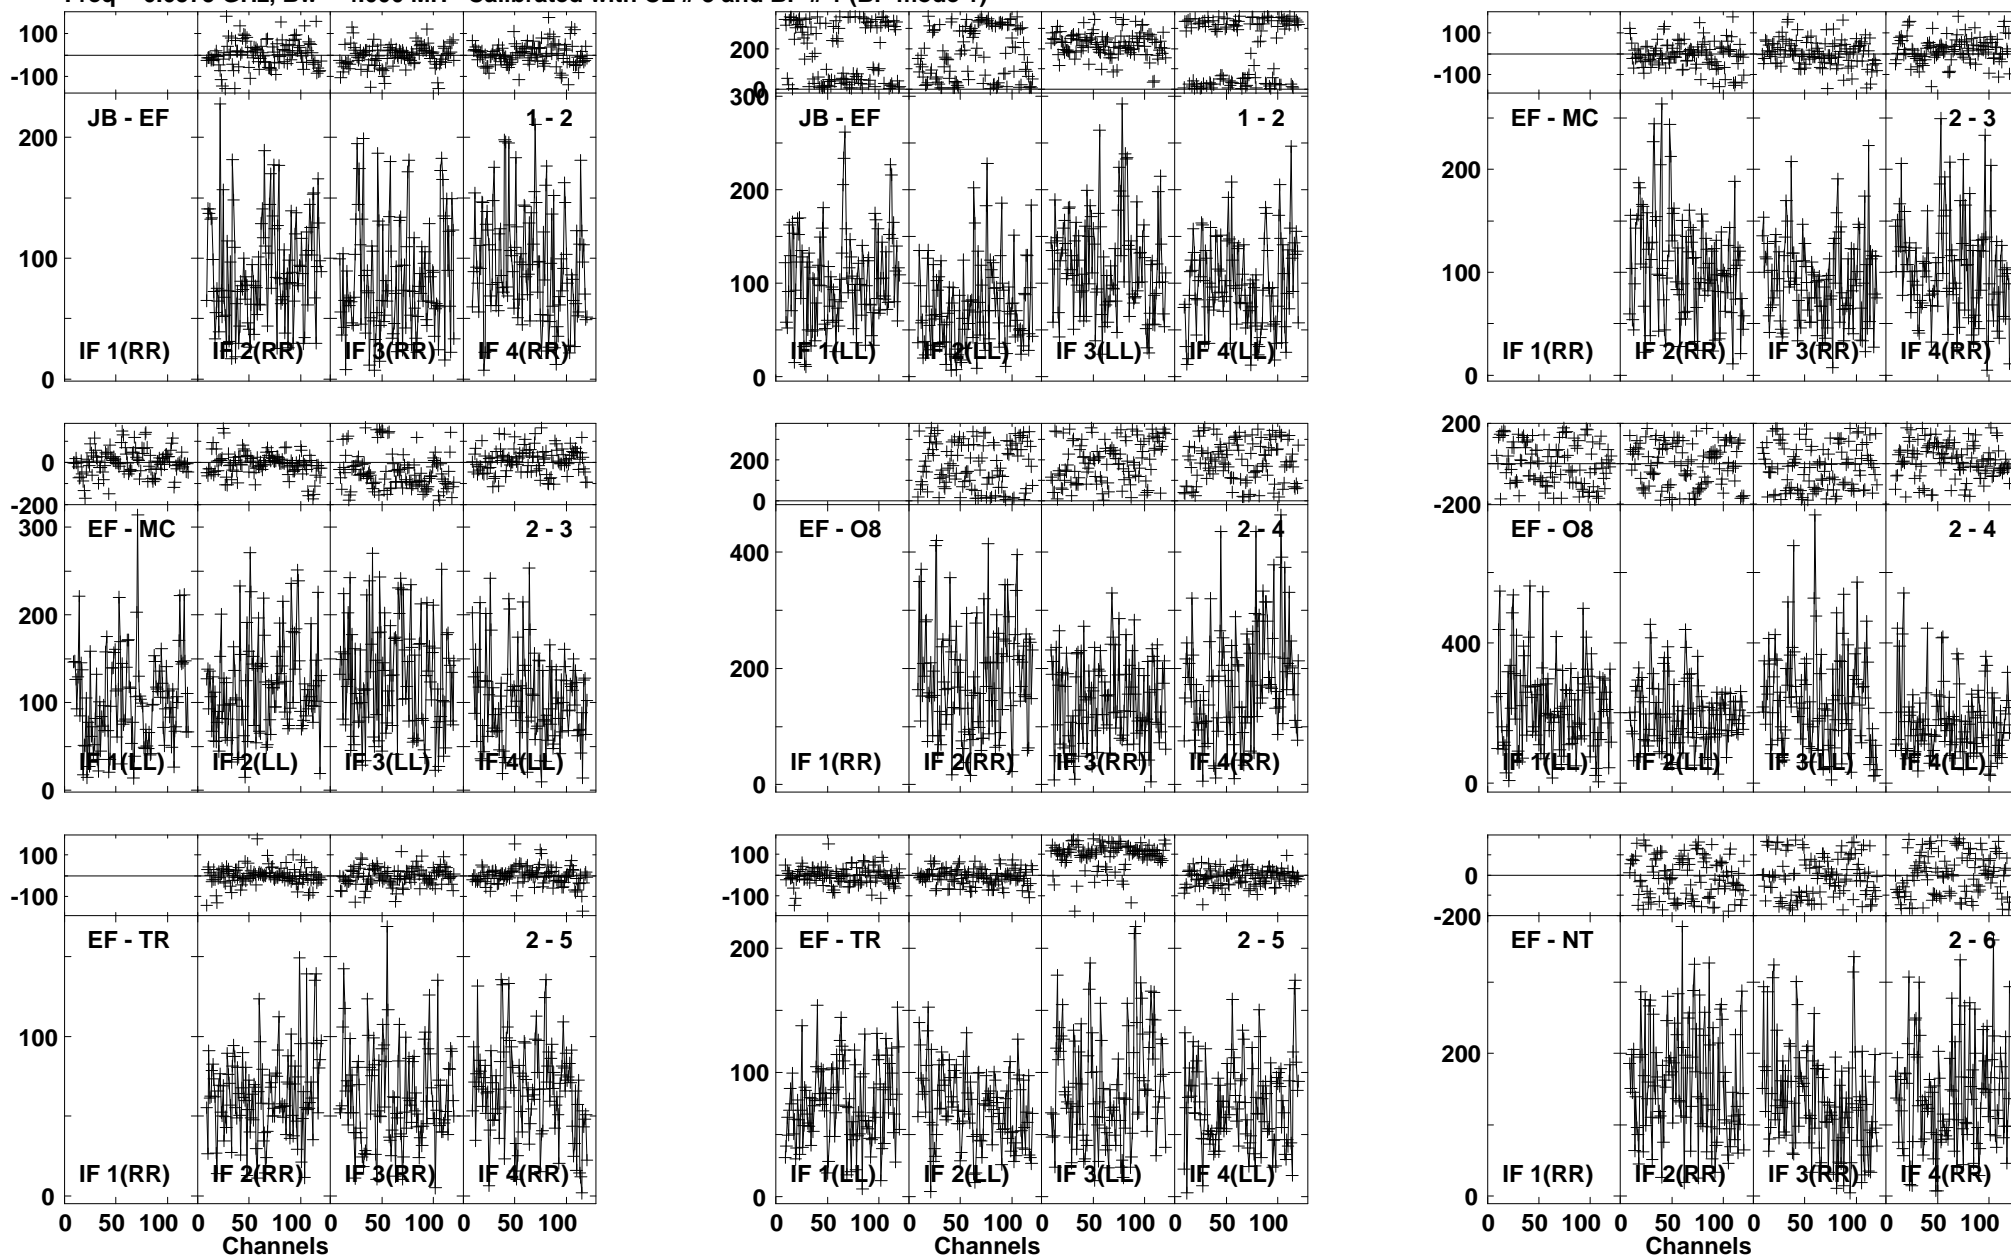 100
-100
JB - EF
1 - 2
200
100
0
IF 1(RR)
IF 2(RR)
IF 3(RR)
IF 4(RR)
200
0
JB - EF
1 - 2
300
200
100
0
IF 1(LL)
IF 2(LL)
IF 3(LL)
IF 4(LL)
100
-100
EF - MC
2 - 3
200
100
0
IF 1(RR)
IF 2(RR)
IF 3(RR)
IF 4(RR)
0
-200
EF - MC
2 - 3
300
200
100
0
IF 1(LL)
IF 2(LL)
IF 3(LL)
IF 4(LL)
200
0
EF - O8
2 - 4
400
200
0
IF 1(RR)
IF 2(RR)
IF 3(RR)
IF 4(RR)
200
-200
EF - O8
2 - 4
400
0
IF 1(LL)
IF 2(LL)
IF 3(LL)
IF 4(LL)
100
-100
EF - TR
2 - 5
100
0
IF 1(RR)
IF 2(RR)
IF 3(RR)
IF 4(RR)
0 50 100 0 50 100 0 50 100 0 50 100
Channels
100
-100
EF - TR
2 - 5
200
100
0
IF 1(LL)
IF 2(LL)
IF 3(LL)
IF 4(LL)
0 50 100 0 50 100 0 50 100 0 50 100
Channels
0
-200
EF - NT
2 - 6
200
0
IF 1(RR)
IF 2(RR)
IF 3(RR)
IF 4(RR)
0 50 100 0 50 100 0 50 100 0 50 100
Channels